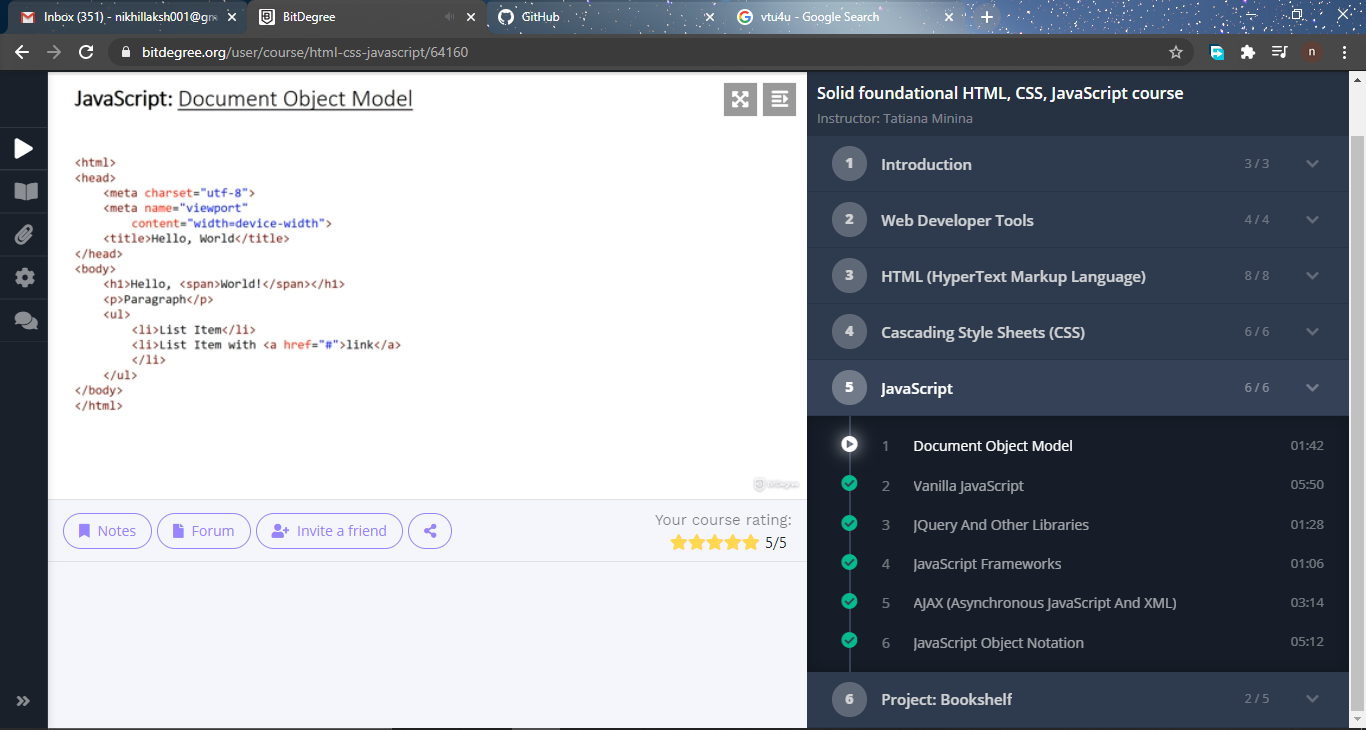 Inbox (351) - nikhillaksh001@gm
BitDegree
GitHub
vtu4u - Google Search
bitdegree.org/user/course/html-css-javascript/64160
n
JavaScript: Document Object Model
<html>
<head>
<meta charset="utf-8">
<meta name="viewport"
content="width=device-width">
<title>Hello, World</title>
</head>
<body>
<h1>Hello, <span>World!</span></h1>
<p>Paragraph</p>
<ul>
<li>List Item</li>
<li>List Item with <a href="#">link</a>
</li>
</ul>
</body>
</html>
BitDegree
Notes
Forum
Invite a friend
Your course rating:
5/5
Solid foundational HTML, CSS, JavaScript course
Instructor: Tatiana Minina
1 Introduction 3 / 3
2 Web Developer Tools 4 / 4
3 HTML (HyperText Markup Language) 8 / 8
4 Cascading Style Sheets (CSS) 6 / 6
5 JavaScript 6 / 6
1 Document Object Model 01:42
2 Vanilla JavaScript 05:50
3 JQuery And Other Libraries 01:28
4 JavaScript Frameworks 01:06
5 AJAX (Asynchronous JavaScript And XML) 03:14
6 JavaScript Object Notation 05:12
6 Project: Bookshelf 2 / 5